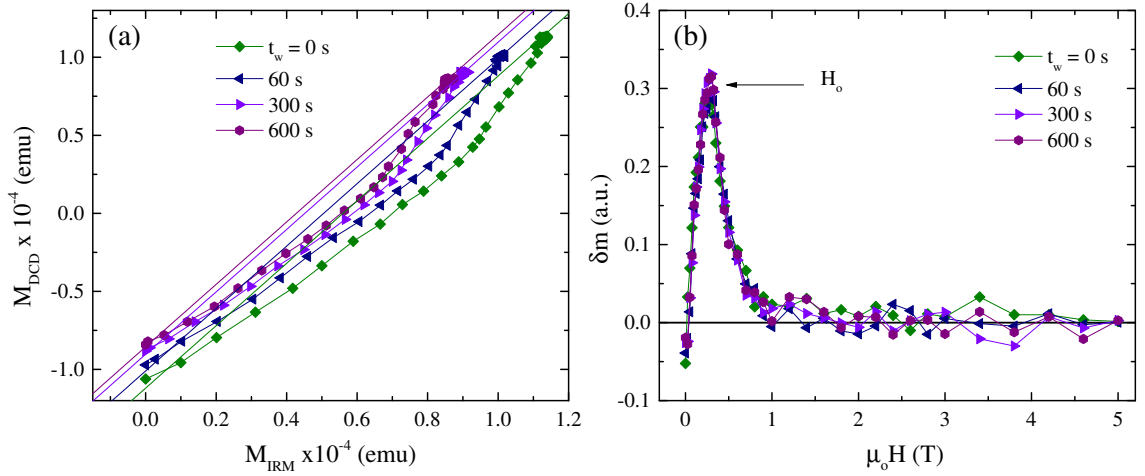 (a)
t_w = 0 s
60 s
300 s
600 s
1.0
0.5
0.0
-0.5
-1.0
M_DCD x 10^-4 (emu)
0.0 0.2 0.4 0.6 0.8 1.0 1.2
M_IRM x10^-4 (emu)
(b)
H_o
t_w = 0 s
60 s
300 s
600 s
0.4
0.3
0.2
0.1
0.0
-0.1
δm (a.u.)
0 1 2 3 4 5
μ_oH (T)